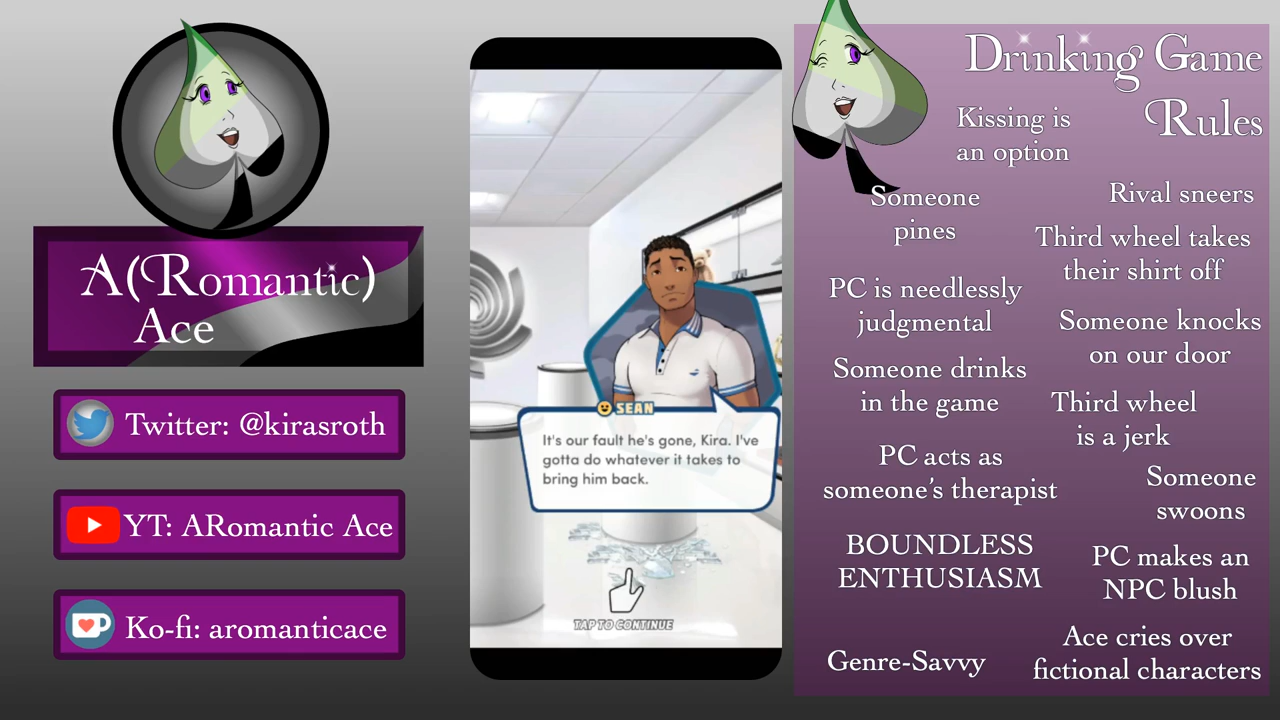 A(Romantic)
Ace
Twitter: @kirasroth
YT: ARomantic Ace
Ko-fi: aromanticace
SEAN
It's our fault he's gone, Kira. I've
gotta do whatever it takes to
bring him back.
TAP TO CONTINUE
Drinking Game
Rules
Kissing is
an option
Someone
pines
Rival sneers
Third wheel takes
their shirt off
PC is needlessly
judgmental
Someone knocks
on our door
Someone drinks
in the game
Third wheel
is a jerk
PC acts as
someone's therapist
Someone
swoons
BOUNDLESS
ENTHUSIASM
PC makes an
NPC blush
Genre-Savvy
Ace cries over
fictional characters